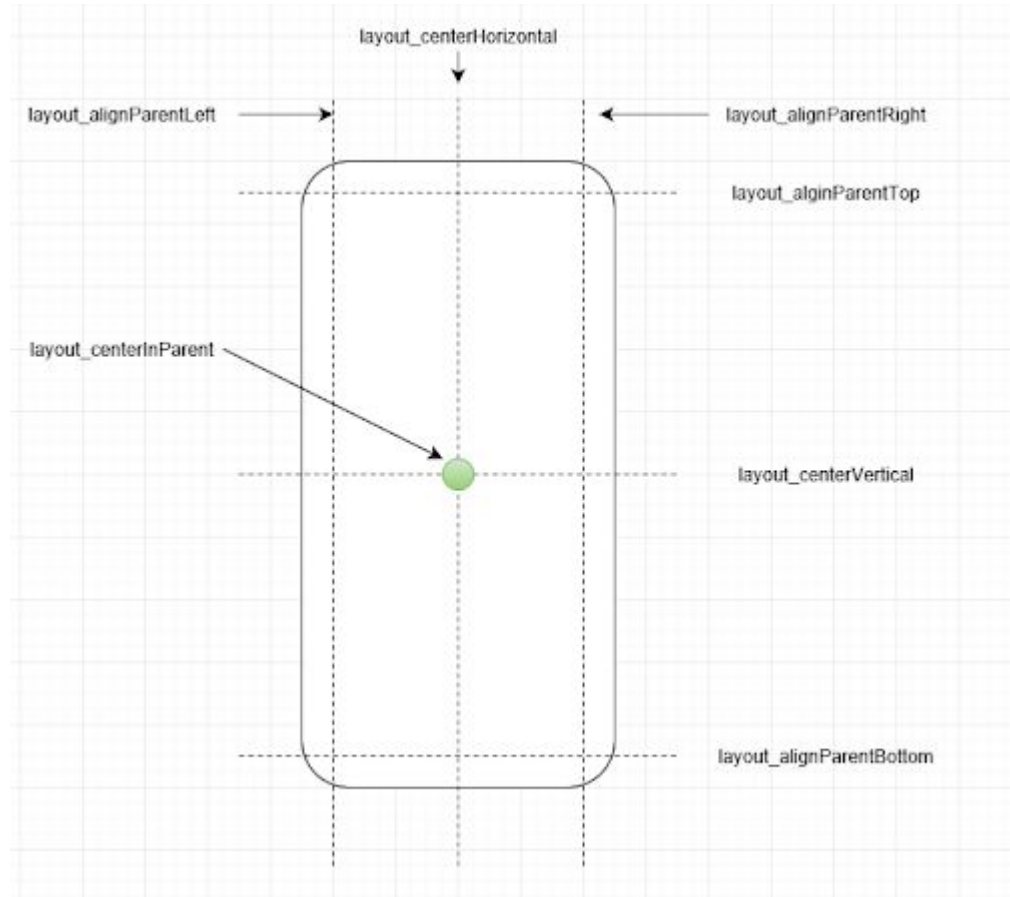 layout_centerHorizontal
layout_alignParentLeft
layout_alignParentRight
layout_alginParentTop
layout_centerInParent
layout_centerVertical
layout_alignParentBottom